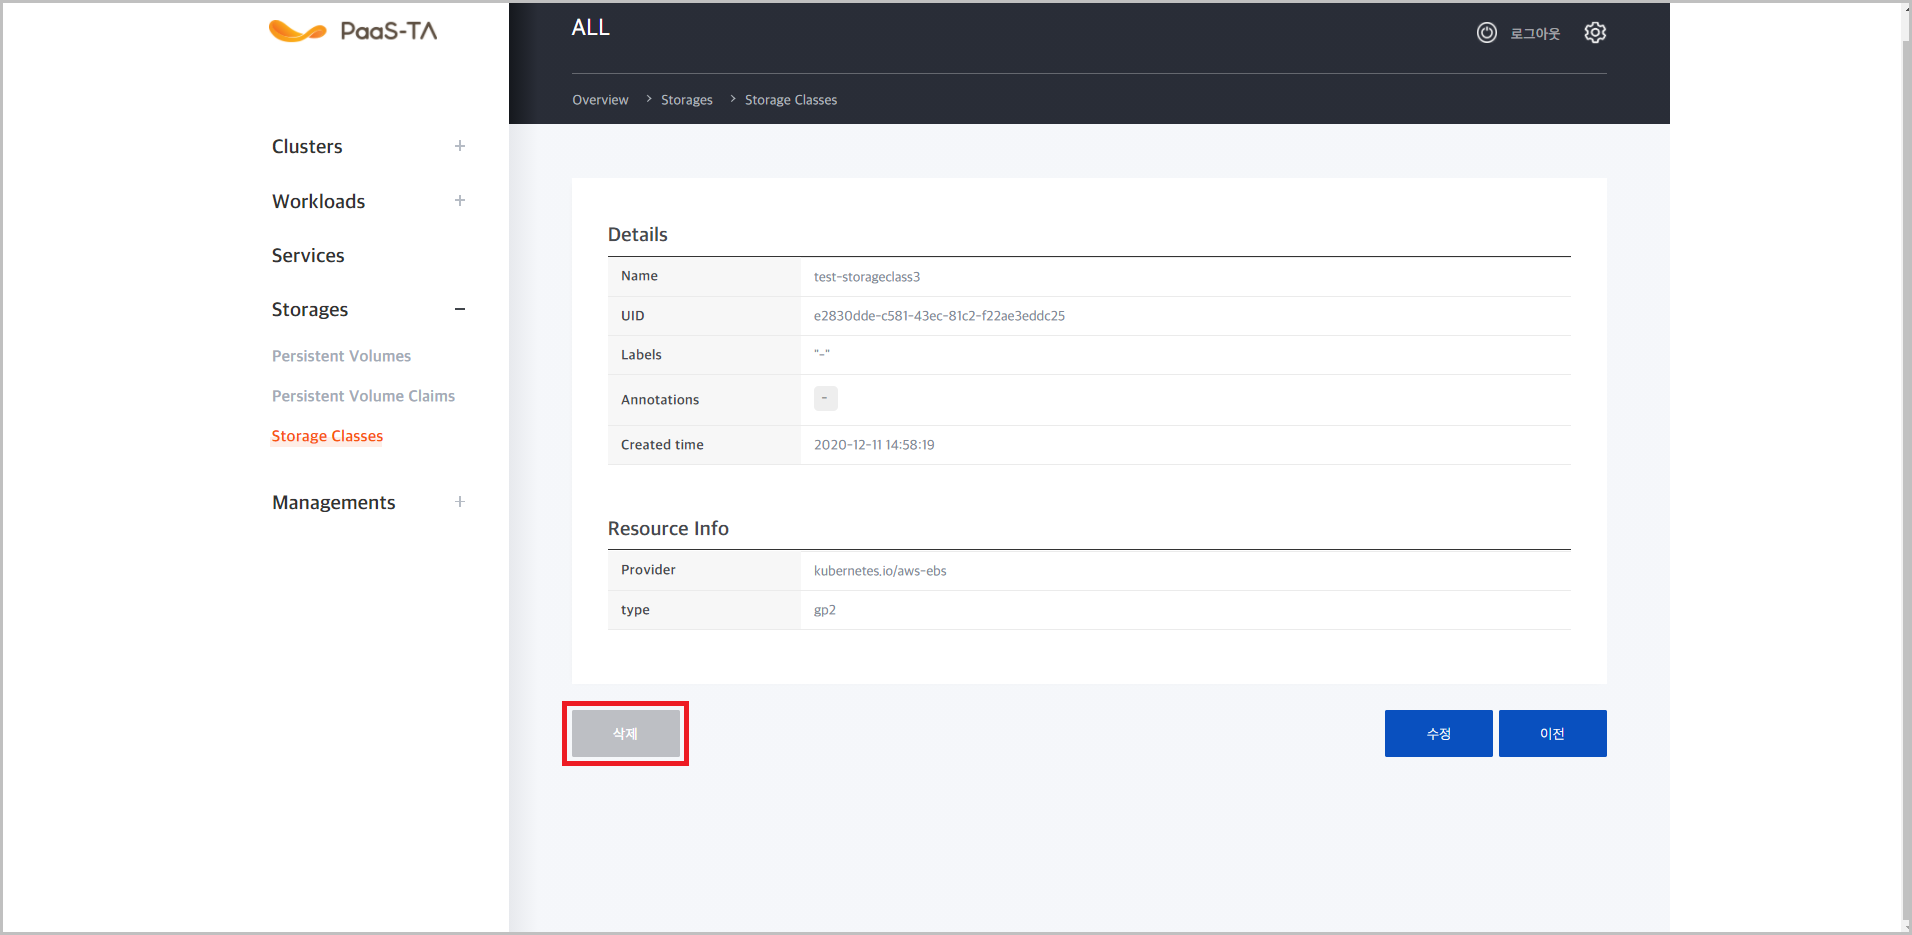 PaaS-TA
ALL
로그아웃
Overview > Storages > Storage Classes
Clusters +
Workloads +
Services
Storages −
Persistent Volumes
Persistent Volume Claims
Storage Classes
Managements +
Details
Name test-storageclass3
UID e2830dde-c581-43ec-81c2-f22ae3eddc25
Labels "-"
Annotations -
Created time 2020-12-11 14:58:19
Resource Info
Provider kubernetes.io/aws-ebs
type gp2
삭제 수정 이전